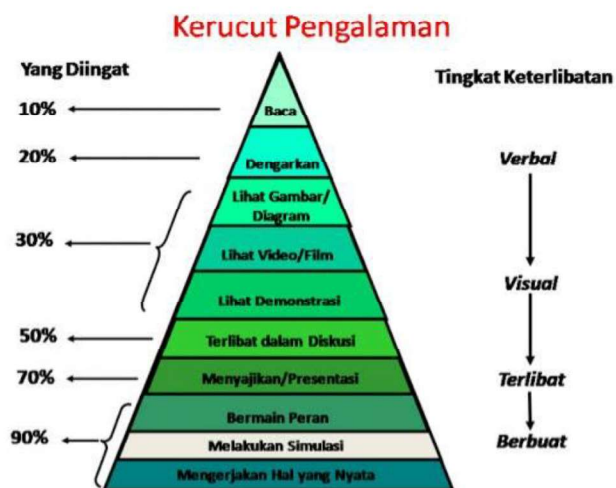 Kerucut Pengalaman
Yang Diingat
Tingkat Keterlibatan
10%
Baca
20%
Dengarkan
Verbal
Lihat Gambar/
Diagram
30%
Lihat Video/Film
Visual
Lihat Demonstrasi
50%
Terlibat dalam Diskusi
70%
Menyajikan/Presentasi
Terlibat
Bermain Peran
90%
Melakukan Simulasi
Berbuat
Mengerjakan Hal yang Nyata